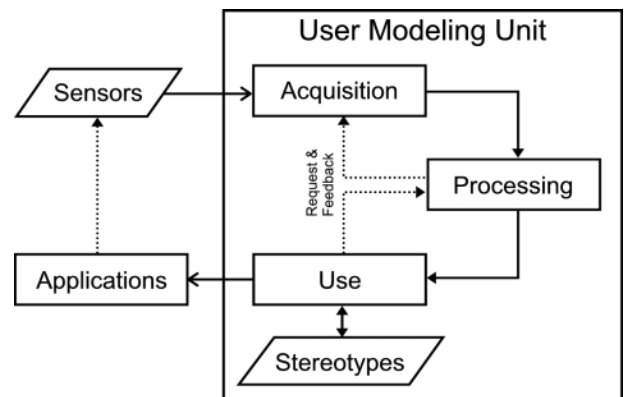 User Modeling Unit
Sensors
Acquisition
Request &
Feedback
Processing
Applications
Use
Stereotypes